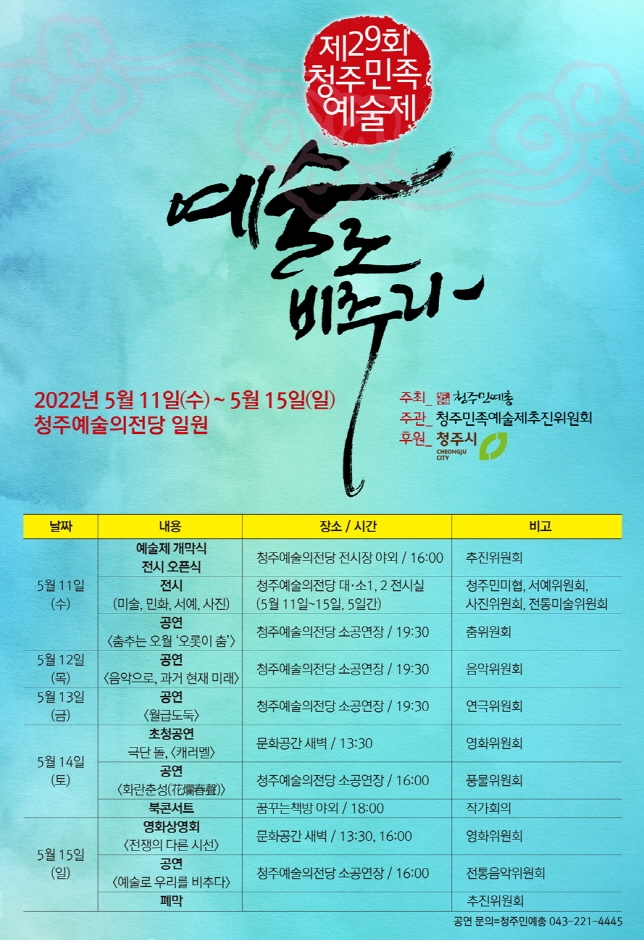 제29회
청주민족
예술제
예술로
비추리
2022년 5월 11일(수) ~ 5월 15일(일)
청주예술의전당 일원
주최_ 청주민예총
주관_ 청주민족예술제추진위원회
후원_ 청주시
CHEONGJU
CITY
날짜 내용 장소 / 시간 비고
5월 11일
(수)
예술제 개막식
전시 오픈식
청주예술의전당 전시장 야외 / 16:00 추진위원회
전시
(미술, 민화, 서예, 사진)
청주예술의전당 대·소1, 2 전시실
(5월 11일~15일, 5일간)
청주민미협, 서예위원회,
사진위원회, 전통미술위원회
공연
<춤추는 오월 ‘오롯이 춤’>
청주예술의전당 소공연장 / 19:30 춤위원회
5월 12일
(목)
공연
<음악으로, 과거 현재 미래>
청주예술의전당 소공연장 / 19:30 음악위원회
5월 13일
(금)
공연
<월급도둑>
청주예술의전당 소공연장 / 19:30 연극위원회
5월 14일
(토)
초청공연
극단 돌, <캐러멜>
문화공간 새벽 / 13:30 영화위원회
공연
<화란춘성(花爛春聲)>
청주예술의전당 소공연장 / 16:00 풍물위원회
북콘서트 꿈꾸는책방 야외 / 18:00 작가회의
5월 15일
(일)
영화상영회
<전쟁의 다른 시선>
문화공간 새벽 / 13:30, 16:00 영화위원회
공연
<예술로 우리를 비추다>
청주예술의전당 소공연장 / 16:00 전통음악위원회
폐막 추진위원회
공연 문의=청주민예총 043-221-4445